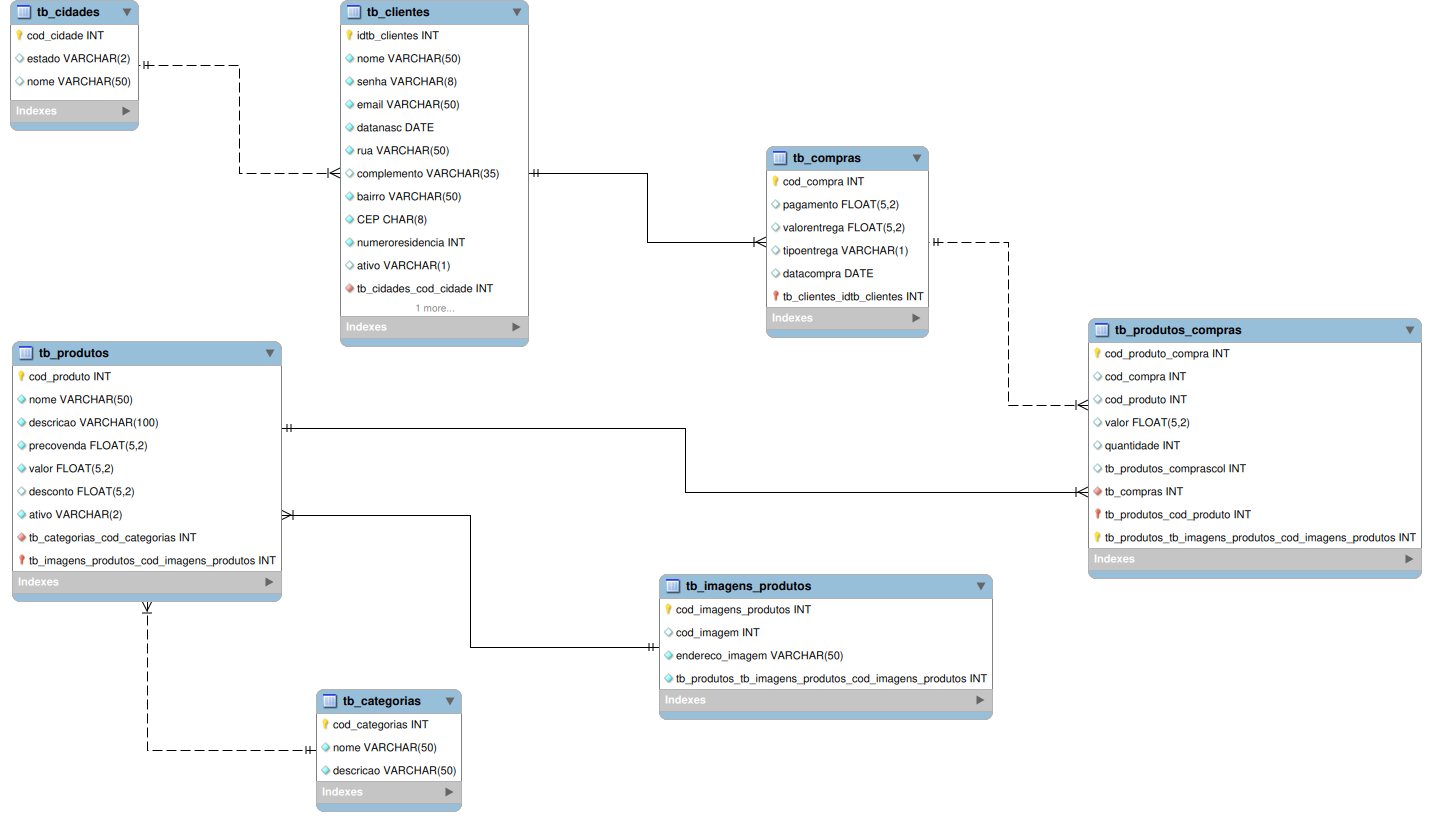 tb_cidades
cod_cidade INT
estado VARCHAR(2)
nome VARCHAR(50)
Indexes
tb_clientes
idtb_clientes INT
nome VARCHAR(50)
senha VARCHAR(8)
email VARCHAR(50)
datanasc DATE
rua VARCHAR(50)
complemento VARCHAR(35)
bairro VARCHAR(50)
CEP CHAR(8)
numeroresidencia INT
ativo VARCHAR(1)
tb_cidades_cod_cidade INT
1 more...
Indexes
tb_compras
cod_compra INT
pagamento FLOAT(5,2)
valorentrega FLOAT(5,2)
tipoentrega VARCHAR(1)
datacompra DATE
tb_clientes_idtb_clientes INT
Indexes
tb_produtos_compras
cod_produto_compra INT
cod_compra INT
cod_produto INT
valor FLOAT(5,2)
quantidade INT
tb_produtos_comprascol INT
tb_compras INT
tb_produtos_cod_produto INT
tb_produtos_tb_imagens_produtos_cod_imagens_produtos INT
Indexes
tb_produtos
cod_produto INT
nome VARCHAR(50)
descricao VARCHAR(100)
precovenda FLOAT(5,2)
valor FLOAT(5,2)
desconto FLOAT(5,2)
ativo VARCHAR(2)
tb_categorias_cod_categorias INT
tb_imagens_produtos_cod_imagens_produtos INT
Indexes
tb_imagens_produtos
cod_imagens_produtos INT
cod_imagem INT
endereco_imagem VARCHAR(50)
tb_produtos_tb_imagens_produtos_cod_imagens_produtos INT
Indexes
tb_categorias
cod_categorias INT
nome VARCHAR(50)
descricao VARCHAR(50)
Indexes